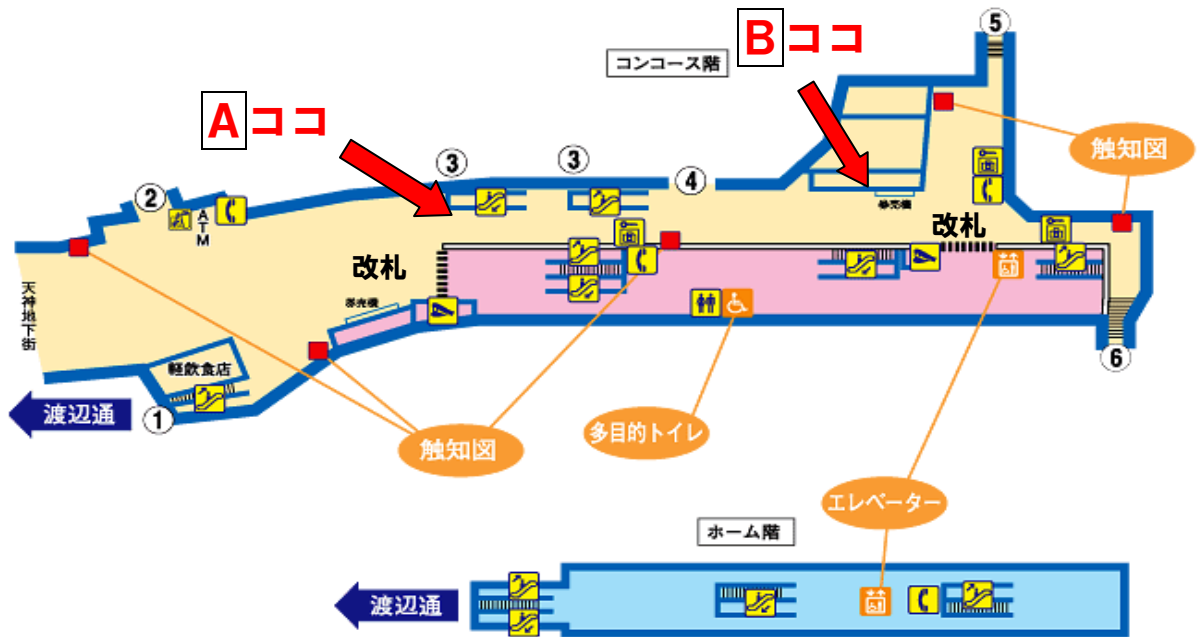 5
Bココ
コンコース階
Aココ
触知図
3
3
4
2
ATM
券売機
改札
改札
天神地下街
券売機
軽飲食店
6
渡辺通
1
触知図
多目的トイレ
エレベーター
ホーム階
渡辺通